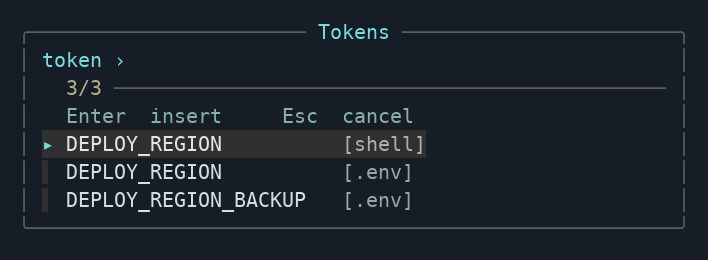 Tokens
token ›
3/3
Enter  insert     Esc  cancel
▸ DEPLOY_REGION          [shell]
DEPLOY_REGION          [.env]
DEPLOY_REGION_BACKUP   [.env]